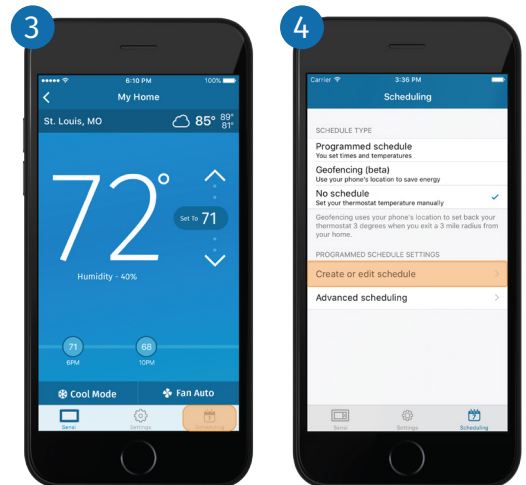 3
6:10 PM
100%
My Home
St. Louis, MO
85°
89°
81°
72°
Set To 71
Humidity - 40%
71
68
6PM
10PM
Cool Mode
Fan Auto
Sensi
Settings
7
Scheduling
4
Carrier
3:36 PM
Scheduling
SCHEDULE TYPE
Programmed schedule
You set times and temperatures
Geofencing (beta)
Use your phone's location to save energy
No schedule
Set your thermostat temperature manually
Geofencing uses your phone's location to set back your
thermostat 3 degrees when you exit a 3 mile radius from
your home.
PROGRAMMED SCHEDULE SETTINGS
Create or edit schedule
Advanced scheduling
Sensi
Settings
7
Scheduling